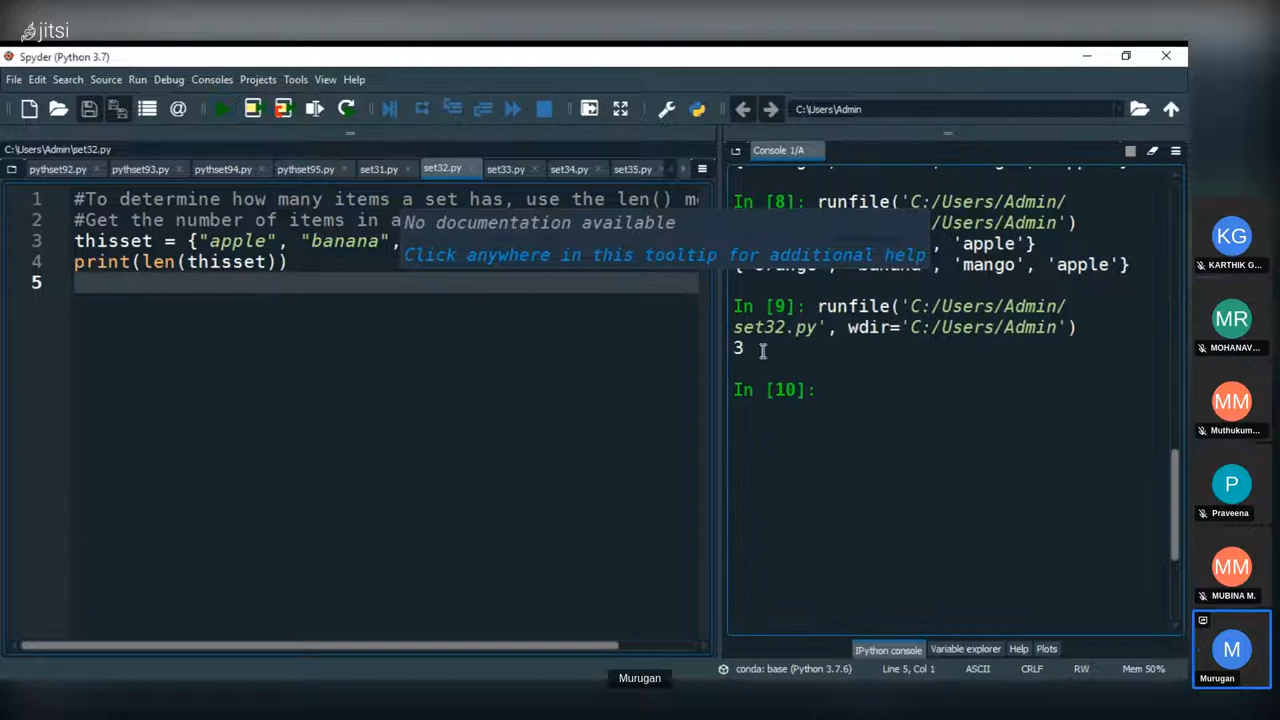 jitsi
Spyder (Python 3.7)
File Edit Search Source Run Debug Consoles Projects Tools View Help
C:\Users\Admin
C:\Users\Admin\set32.py
pythset92.py pythset93.py pythset94.py pythset95.py set31.py set32.py set33.py set34.py set35.py
Console 1/A
1 #To determine how many items a set has, use the len() m
2 #Get the number of items in a
3 thisset = {"apple", "banana",
4 print(len(thisset))
5
No documentation available
Click anywhere in this tooltip for additional help
In [8]: runfile('C:/Users/Admin/
/Users/Admin')
, 'apple'}
'mango', 'apple'}
In [9]: runfile('C:/Users/Admin/
set32.py', wdir='C:/Users/Admin')
3
In [10]:
IPython console Variable explorer Help Plots
conda: base (Python 3.7.6) Line 5, Col 1 ASCII CRLF RW Mem 50%
Murugan
KG
KARTHIK G...
MR
MOHANAV...
MM
Muthukum...
P
Praveena
MM
MUBINA M.
M
Murugan